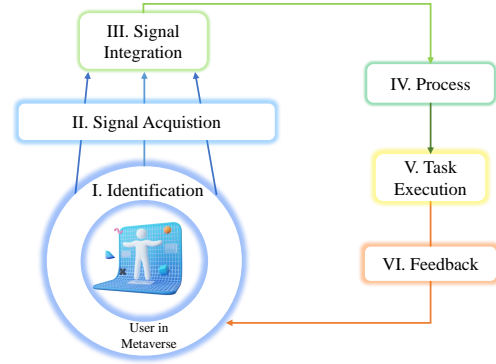 III. Signal
Integration
IV. Process
II. Signal Acquistion
V. Task
Execution
I. Identification
VI. Feedback
User in
Metaverse